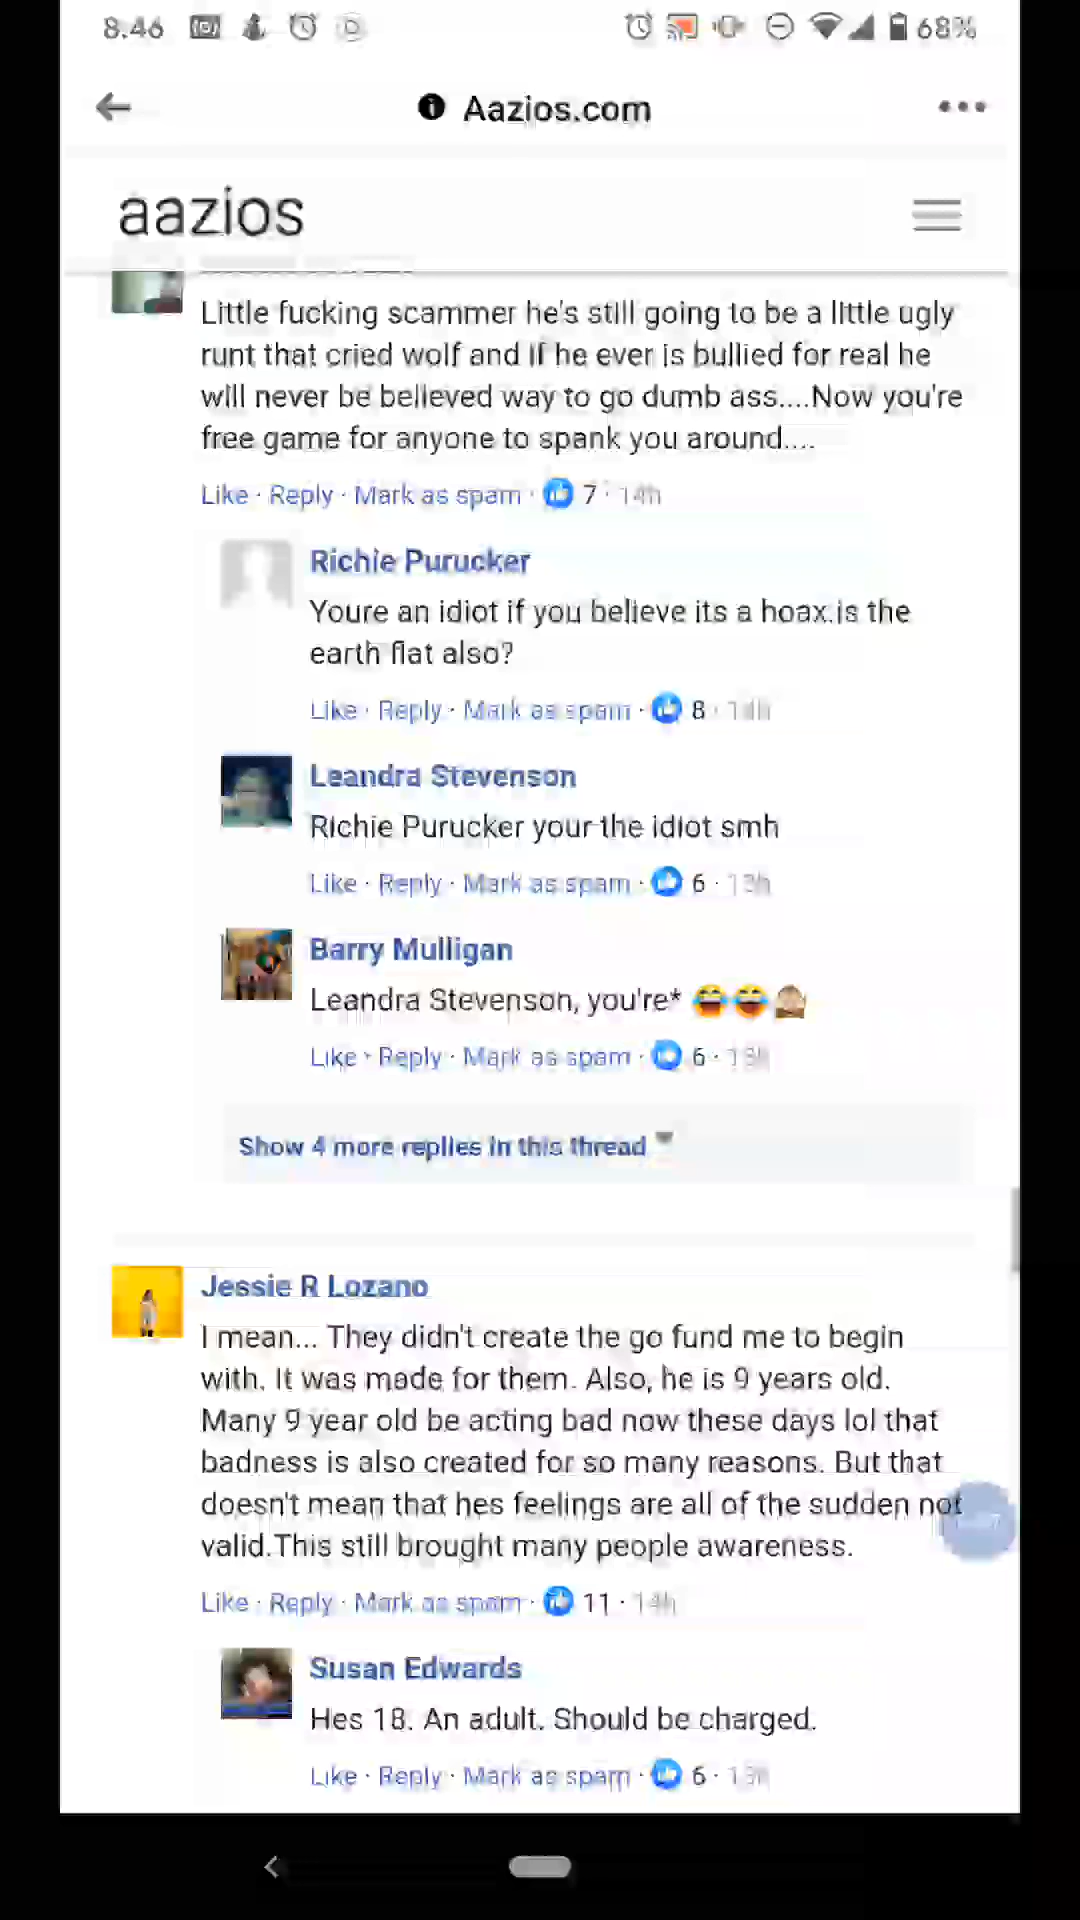 8.46
68%
Aazios.com
aazios
Little fucking scammer he's still going to be a little ugly
runt that cried wolf and if he ever is bullied for real he
will never be believed way to go dumb ass....Now you're
free game for anyone to spank you around....
Like · Reply · Mark as spam · 7 · 14h
Richie Purucker
Youre an idiot if you believe its a hoax.is the
earth flat also?
Like · Reply · Mark as spam · 8 · 14h
Leandra Stevenson
Richie Purucker your the idiot smh
Like · Reply · Mark as spam · 6 · 13h
Barry Mulligan
Leandra Stevenson, you're* 😂😂🙈
Like · Reply · Mark as spam · 6 · 13h
Show 4 more replies in this thread
Jessie R Lozano
I mean... They didn't create the go fund me to begin
with. It was made for them. Also, he is 9 years old.
Many 9 year old be acting bad now these days lol that
badness is also created for so many reasons. But that
doesn't mean that hes feelings are all of the sudden not
valid.This still brought many people awareness.
Like · Reply · Mark as spam · 11 · 14h
Susan Edwards
Hes 18. An adult. Should be charged.
Like · Reply · Mark as spam · 6 · 13h